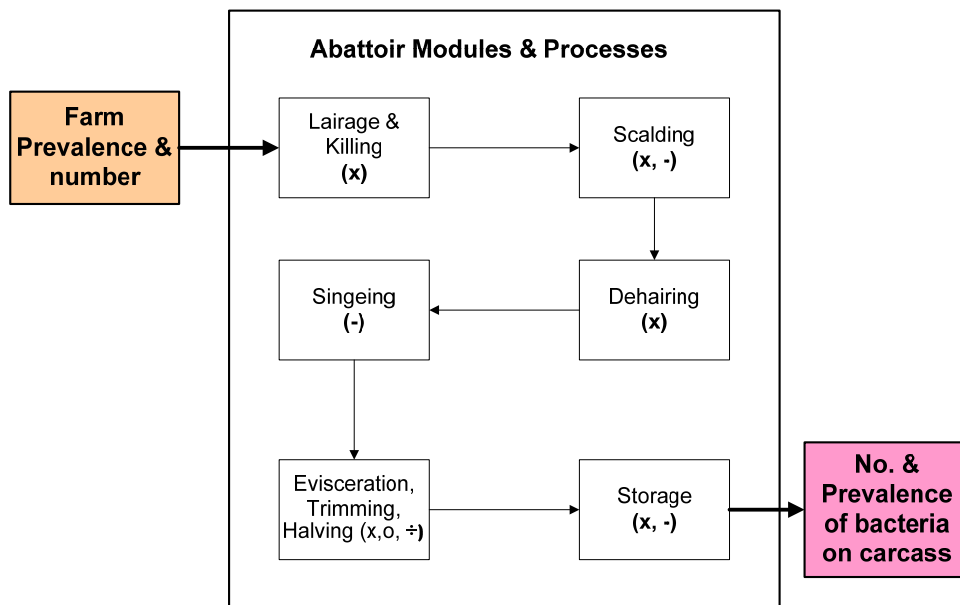 Abattoir Modules & Processes
Farm
Prevalence &
number
Lairage &
Killing
(x)
Scalding
(x, -)
Singeing
(-)
Dehairing
(x)
Evisceration,
Trimming,
Halving (x,o, ÷)
Storage
(x, -)
No. &
Prevalence
of bacteria
on carcass